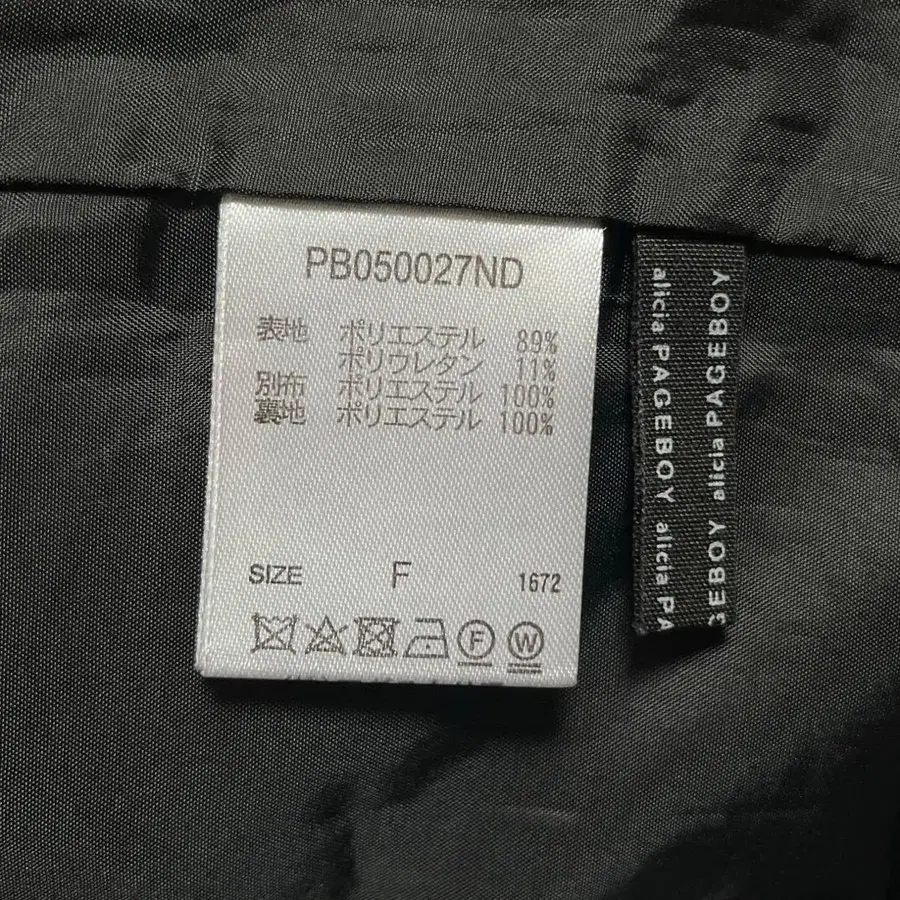 PB050027ND
表地 ポリエステル 89%
ポリウレタン 11%
別布 ポリエステル 100%
裏地 ポリエステル 100%
SIZE F 1672
F W
alicia PAGEBOY alicia PA
GEBOY alicia PAGEBOY